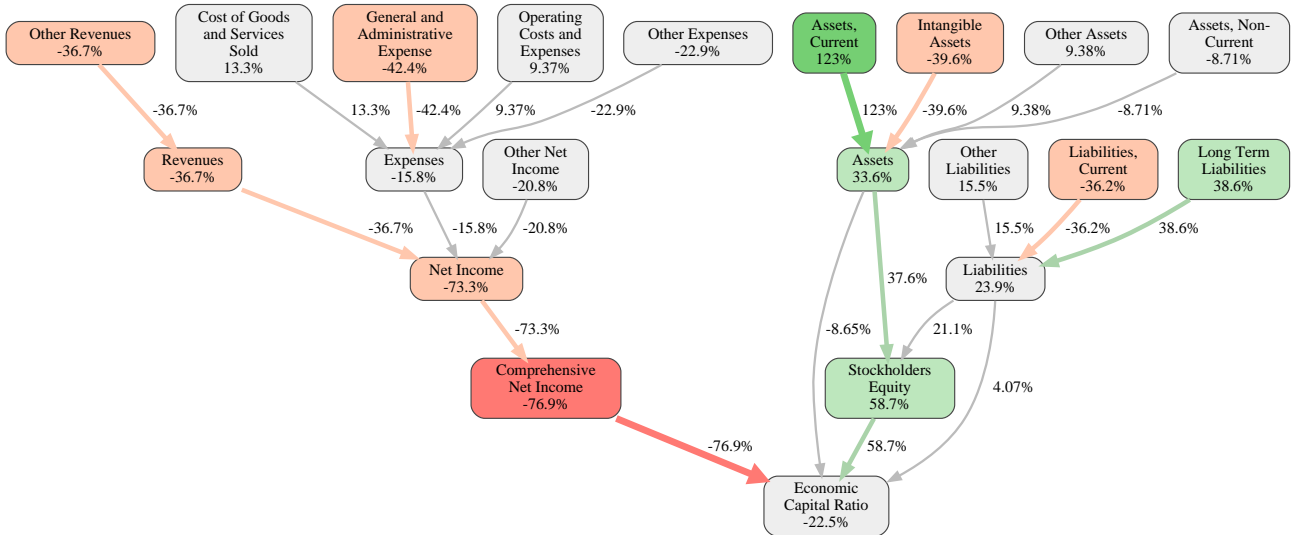 Other Revenues
-36.7%
Cost of Goods
and Services
Sold
13.3%
General and
Administrative
Expense
-42.4%
Operating
Costs and
Expenses
9.37%
Other Expenses
-22.9%
Assets,
Current
123%
Intangible
Assets
-39.6%
Other Assets
9.38%
Assets, Non-
Current
-8.71%
-36.7%
13.3%
-42.4%
9.37%
-22.9%
123%
-39.6%
9.38%
-8.71%
Revenues
-36.7%
Expenses
-15.8%
Other Net
Income
-20.8%
Assets
33.6%
Other
Liabilities
15.5%
Liabilities,
Current
-36.2%
Long Term
Liabilities
38.6%
-36.7%
-15.8%
-20.8%
15.5%
-36.2%
38.6%
Net Income
-73.3%
37.6%
Liabilities
23.9%
-73.3%
-8.65%
21.1%
Comprehensive
Net Income
-76.9%
Stockholders
Equity
58.7%
4.07%
-76.9%
58.7%
Economic
Capital Ratio
-22.5%